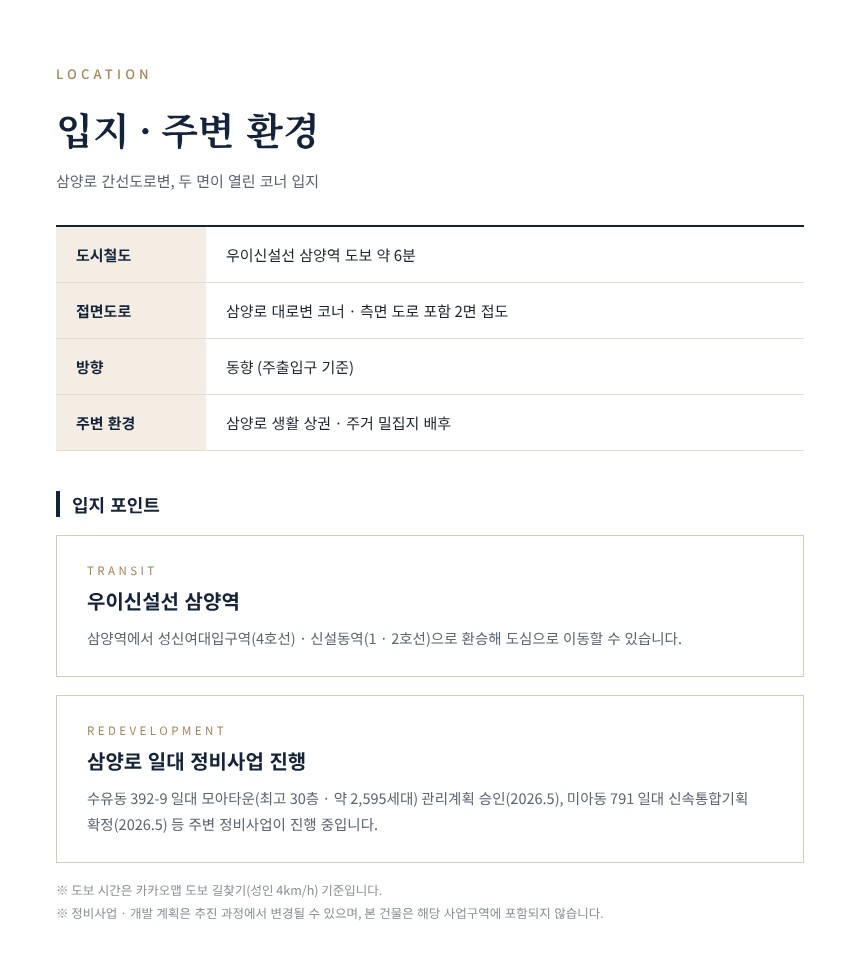 LOCATION
입지 · 주변 환경
삼양로 간선도로변, 두 면이 열린 코너 입지
도시철도 우이신설선 삼양역 도보 약 6분
접면도로 삼양로 대로변 코너 · 측면 도로 포함 2면 접도
방향 동향 (주출입구 기준)
주변 환경 삼양로 생활 상권 · 주거 밀집지 배후
입지 포인트
TRANSIT
우이신설선 삼양역
삼양역에서 성신여대입구역(4호선) · 신설동역(1 · 2호선)으로 환승해 도심으로 이동할 수 있습니다.
REDEVELOPMENT
삼양로 일대 정비사업 진행
수유동 392-9 일대 모아타운(최고 30층 · 약 2,595세대) 관리계획 승인(2026.5), 미아동 791 일대 신속통합기획
확정(2026.5) 등 주변 정비사업이 진행 중입니다.
※ 도보 시간은 카카오맵 도보 길찾기(성인 4km/h) 기준입니다.
※ 정비사업 · 개발 계획은 추진 과정에서 변경될 수 있으며, 본 건물은 해당 사업구역에 포함되지 않습니다.